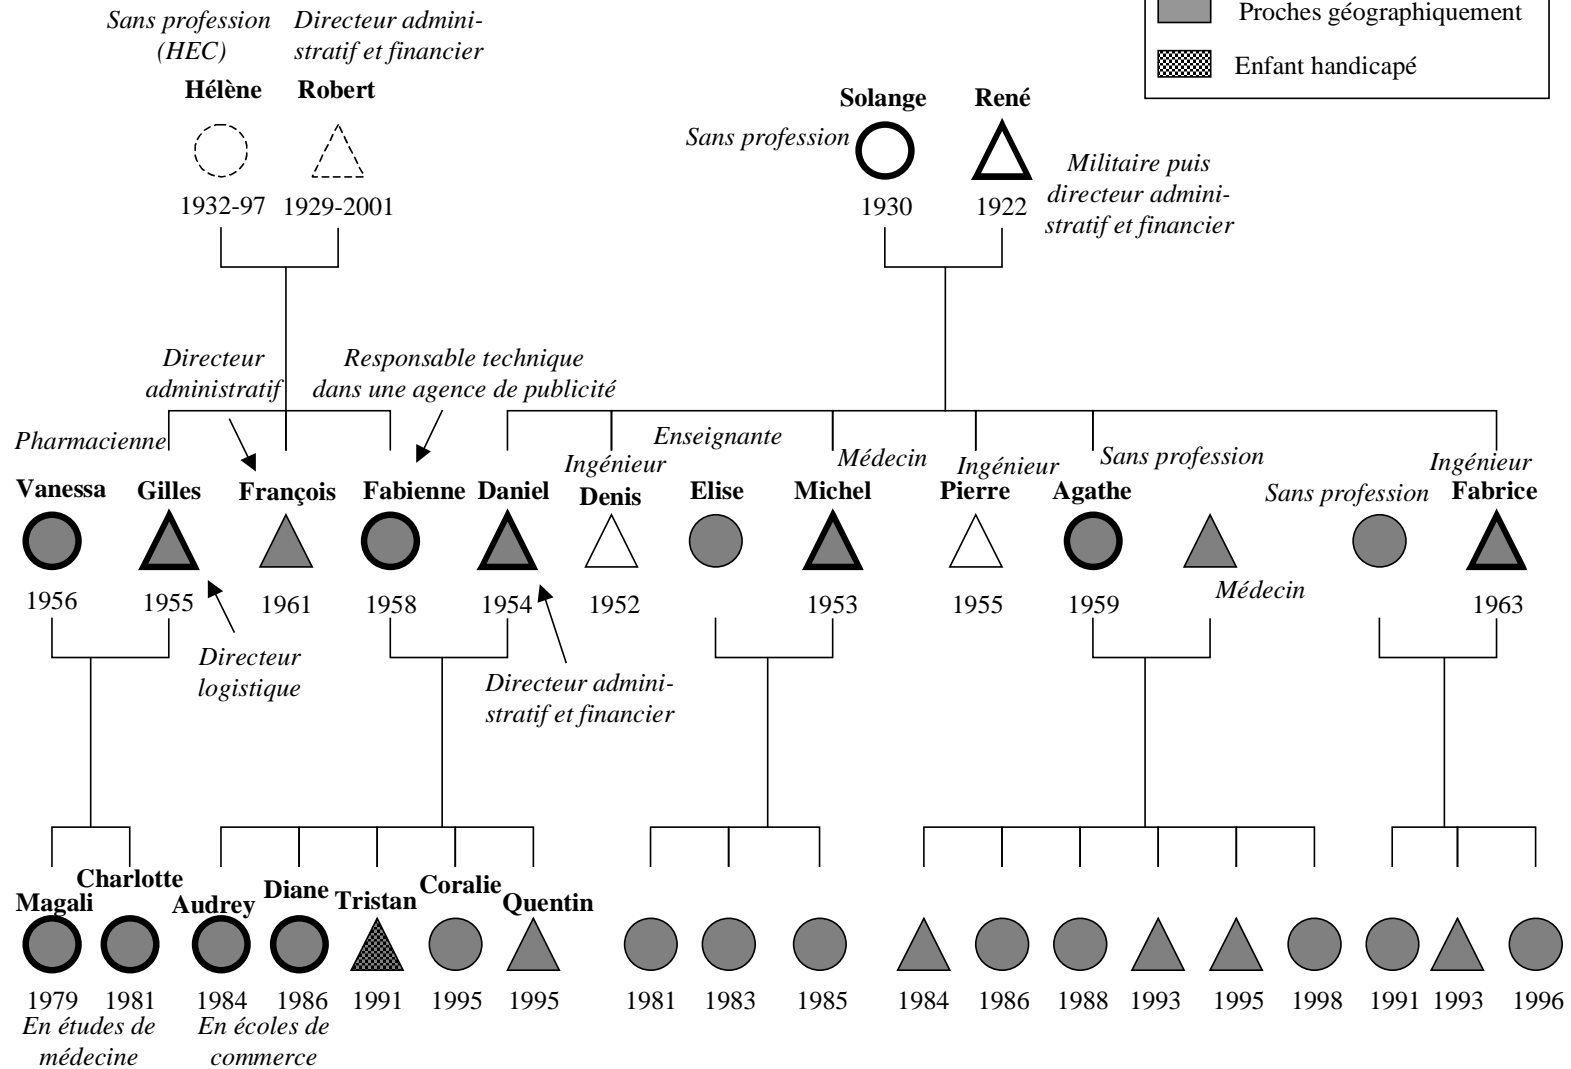 Proches géographiquement
Enfant handicapé
Sans profession
(HEC)
Directeur admini-
stratif et financier
Hélène
Robert
1932-97
1929-2001
Solange
René
Sans profession
Militaire puis
directeur admini-
stratif et financier
1930
1922
Directeur
administratif
Responsable technique
dans une agence de publicité
Pharmacienne
Enseignante
Ingénieur
Médecin
Ingénieur
Sans profession
Sans profession
Ingénieur
Vanessa
Gilles
François
Fabienne
Daniel
Denis
Elise
Michel
Pierre
Agathe
Fabrice
1956
1955
1961
1958
1954
1952
1953
1955
1959
Médecin
1963
Directeur
logistique
Directeur admini-
stratif et financier
Magali
Charlotte
Audrey
Diane
Tristan
Coralie
Quentin
1979
1981
1984
1986
1991
1995
1995
1981
1983
1985
1984
1986
1988
1993
1995
1998
1991
1993
1996
En études de
médecine
En écoles de
commerce